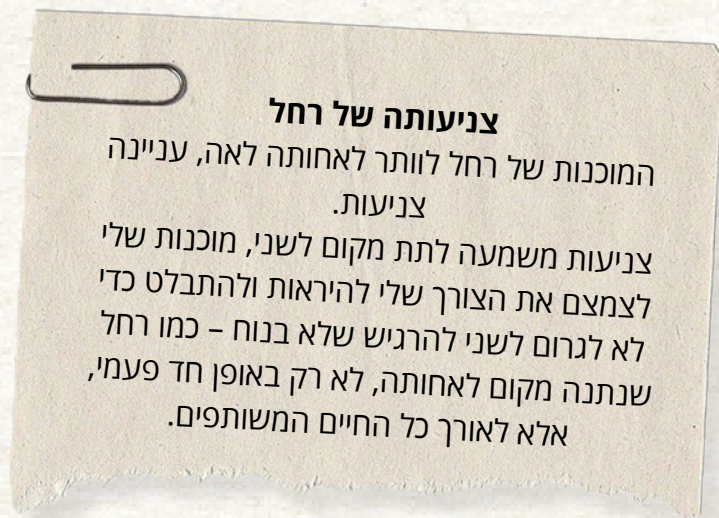 צניעותה של רחל
המוכנות של רחל לוותר לאחותה לאה, עניינה
צניעות.
צניעות משמעה לתת מקום לשני, מוכנות שלי
לצמצם את הצורך שלי להיראות ולהתבלט כדי
לא לגרום לשני להרגיש שלא בנוח – כמו רחל
שנתנה מקום לאחותה, לא רק באופן חד פעמי,
אלא לאורך כל החיים המשותפים.